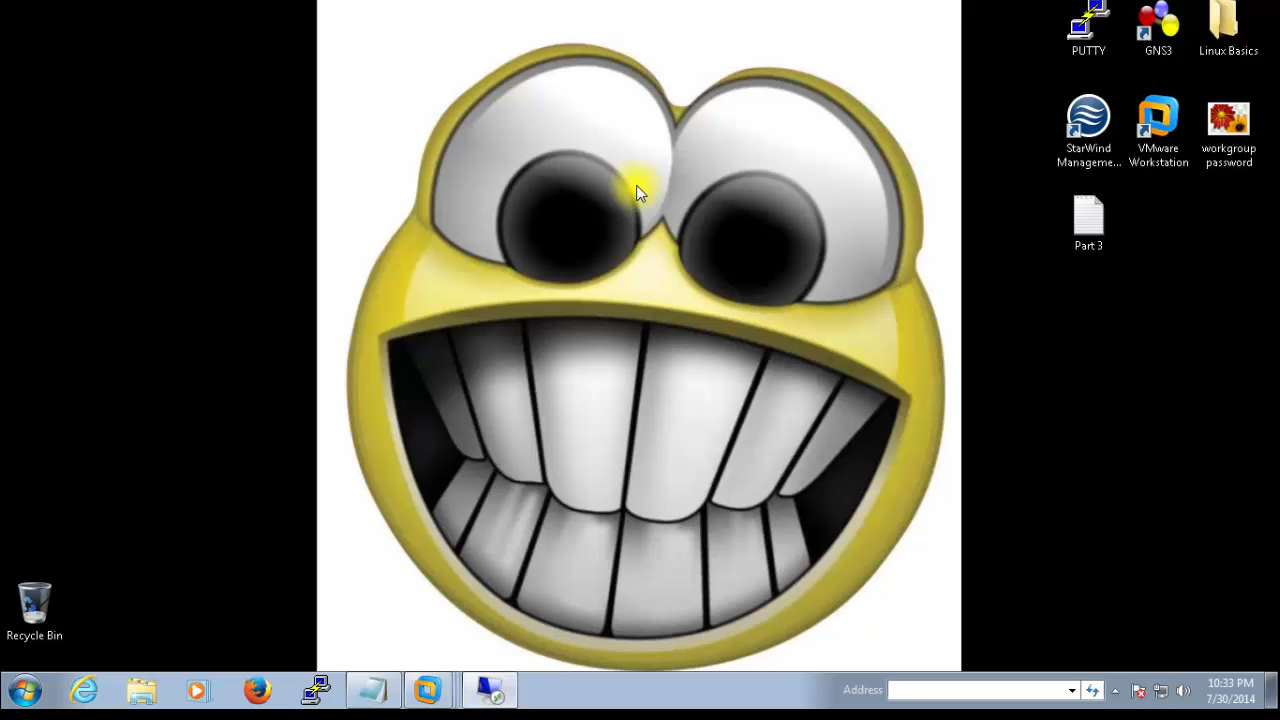 PUTTY
GNS3
Linux Basics
StarWind
Manageme...
VMware
Workstation
workgroup
password
Part 3
Recycle Bin
Address
10:33 PM
7/30/2014